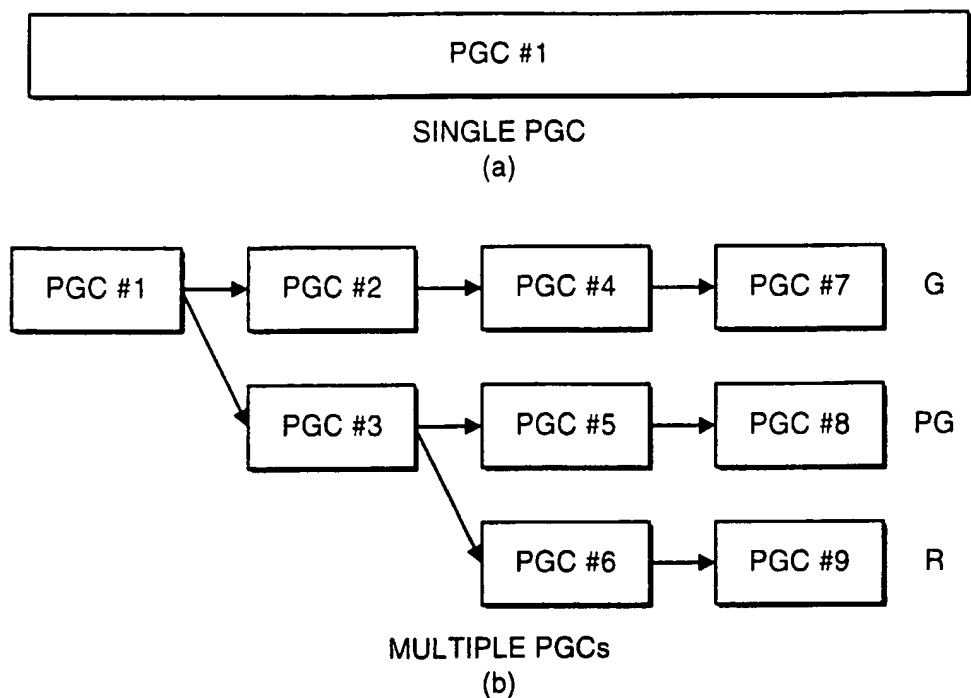 PGC #1
SINGLE PGC
(a)
PGC #1 PGC #2 PGC #4 PGC #7 G
PGC #3 PGC #5 PGC #8 PG
PGC #6 PGC #9 R
MULTIPLE PGCs
(b)